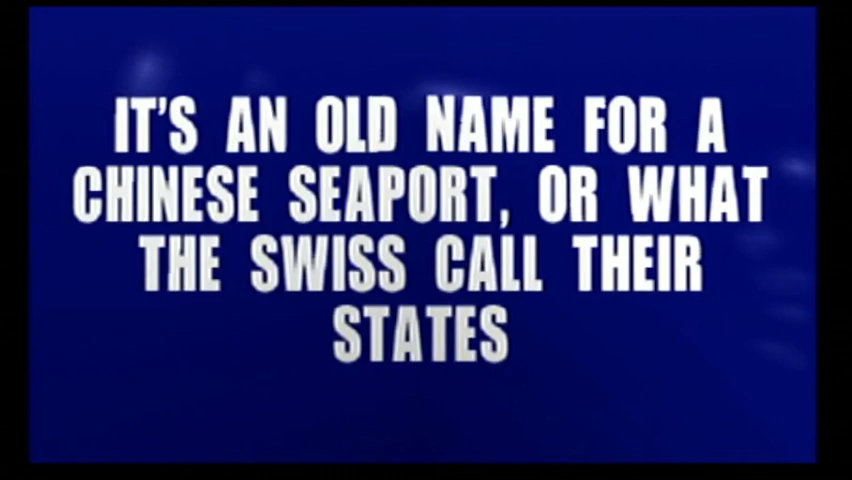 IT'S AN OLD NAME FOR A
CHINESE SEAPORT, OR WHAT
THE SWISS CALL THEIR
STATES